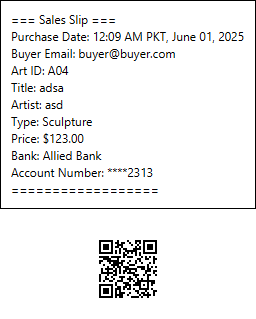 === Sales Slip ===
Purchase Date: 12:09 AM PKT, June 01, 2025
Buyer Email: buyer@buyer.com
Art ID: A04
Title: adsa
Artist: asd
Type: Sculpture
Price: $123.00
Bank: Allied Bank
Account Number: ****2313
==================